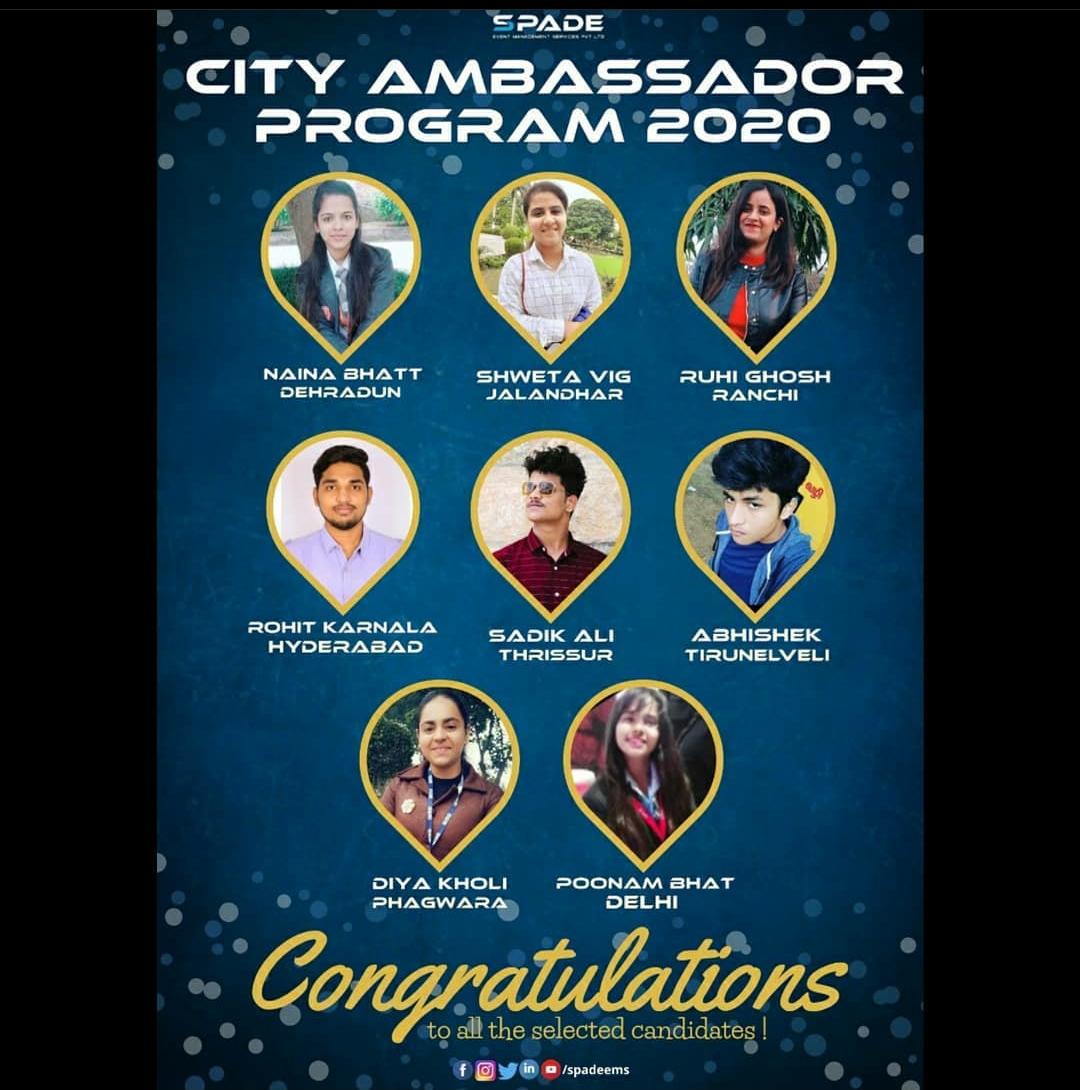 SPADE
EVENT MANAGEMENT SERVICES PVT LTD
CITY AMBASSADOR
PROGRAM 2020
NAINA BHATT
DEHRADUN
SHWETA VIG
JALANDHAR
RUHI GHOSH
RANCHI
ROHIT KARNALA
HYDERABAD
SADIK ALI
THRISSUR
ABHISHEK
TIRUNELVELI
DIYA KHOLI
PHAGWARA
POONAM BHAT
DELHI
Congratulations
to all the selected candidates !
/spadeems